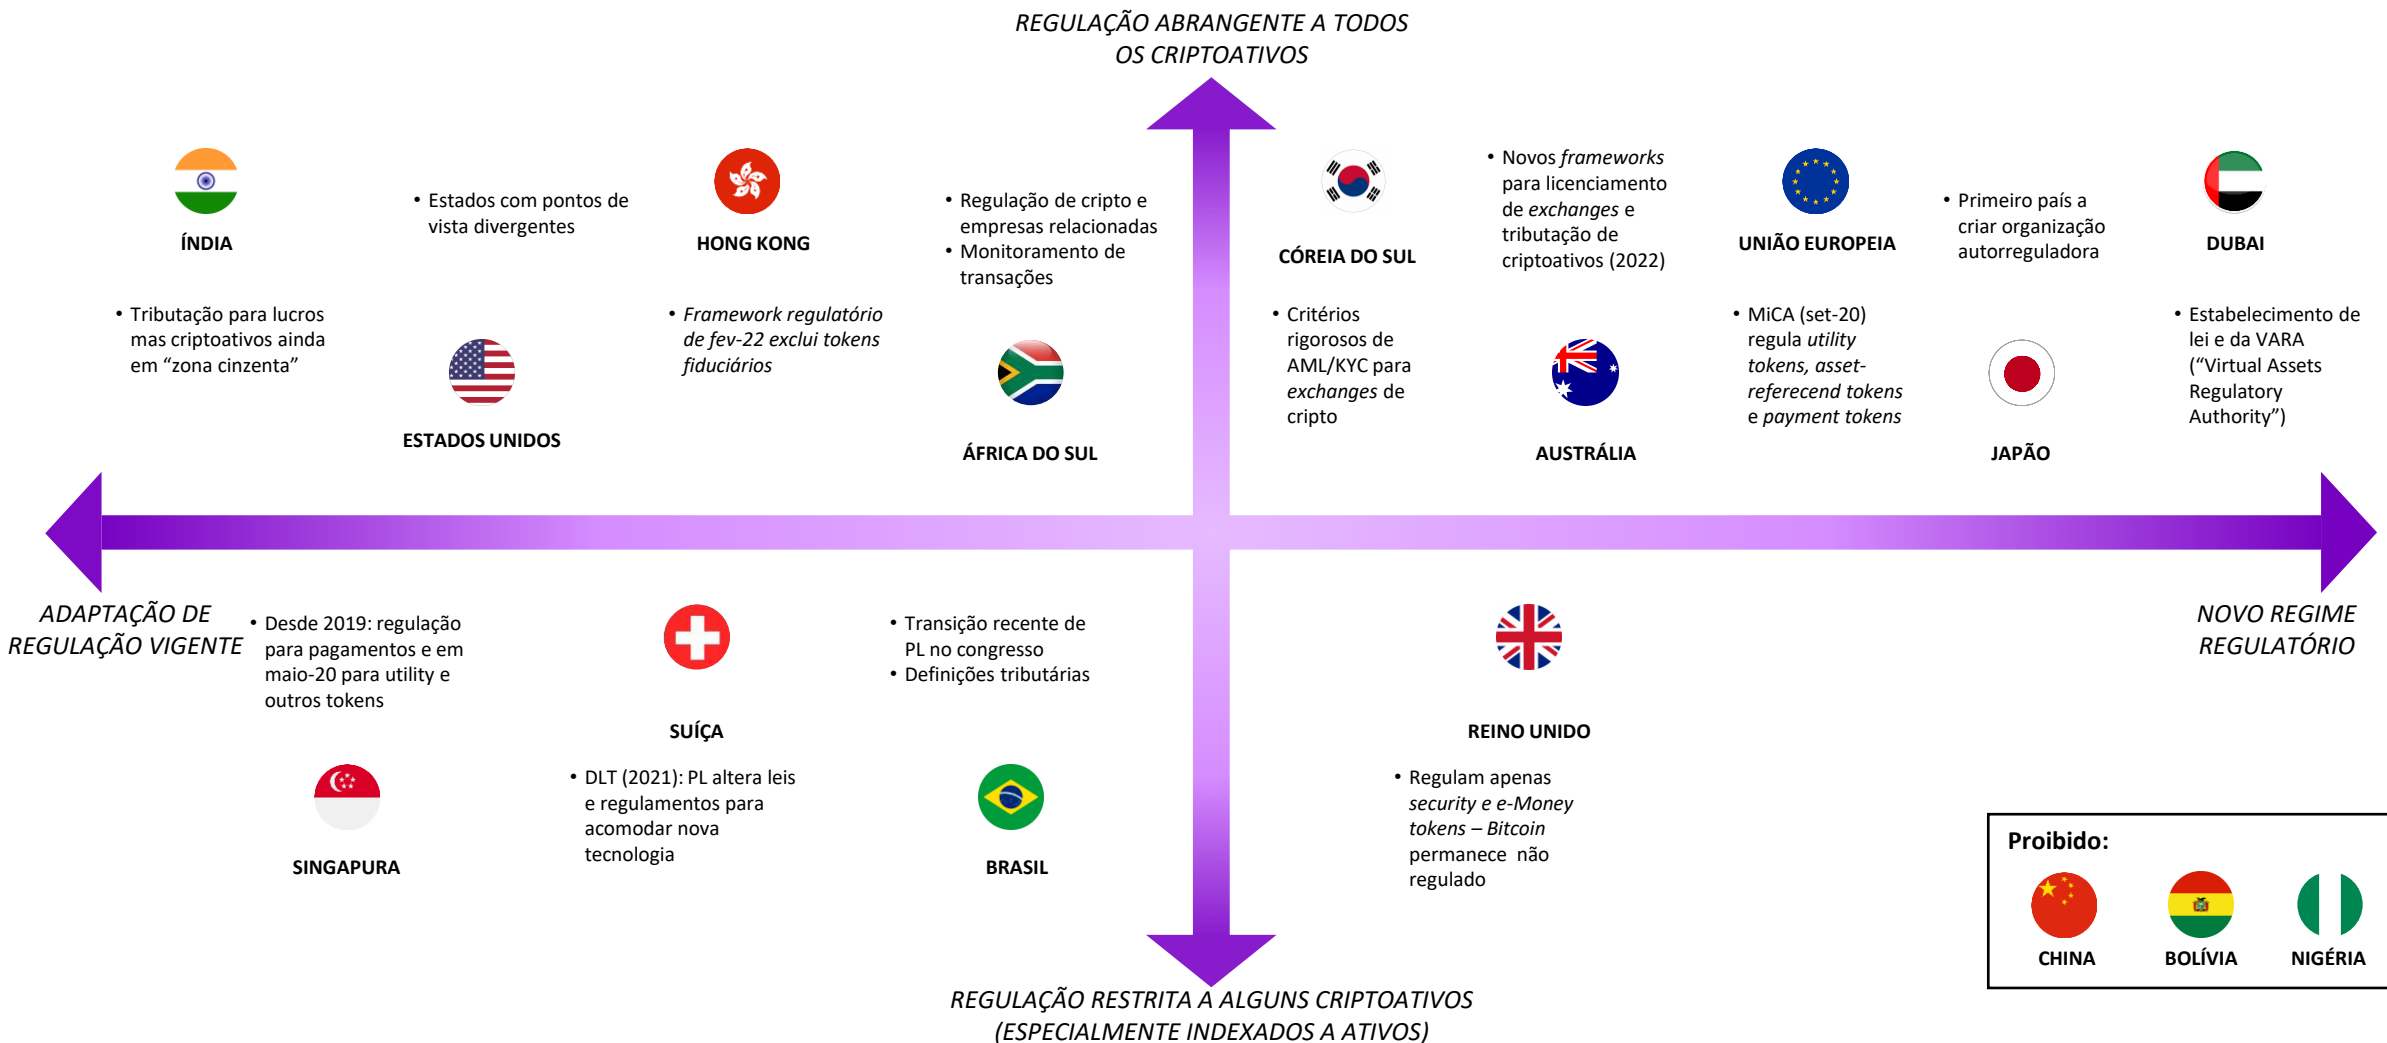 REGULAÇÃO ABRANGENTE A TODOS
OS CRIPTOATIVOS
ÍNDIA
• Tributação para lucros
mas criptoativos ainda
em “zona cinzenta”
• Estados com pontos de
vista divergentes
ESTADOS UNIDOS
HONG KONG
• Framework regulatório
de fev-22 exclui tokens
fiduciários
• Regulação de cripto e
empresas relacionadas
• Monitoramento de
transações
ÁFRICA DO SUL
CÓREIA DO SUL
• Critérios
rigorosos de
AML/KYC para
exchanges de
cripto
• Novos frameworks
para licenciamento
de exchanges e
tributação de
criptoativos (2022)
AUSTRÁLIA
UNIÃO EUROPEIA
• MiCA (set-20)
regula utility
tokens, asset-
referecend tokens
e payment tokens
• Primeiro país a
criar organização
autorreguladora
JAPÃO
DUBAI
• Estabelecimento de
lei e da VARA
(“Virtual Assets
Regulatory
Authority”)
ADAPTAÇÃO DE
REGULAÇÃO VIGENTE
NOVO REGIME
REGULATÓRIO
• Desde 2019: regulação
para pagamentos e em
maio-20 para utility e
outros tokens
SINGAPURA
SUÍÇA
• DLT (2021): PL altera leis
e regulamentos para
acomodar nova
tecnologia
• Transição recente de
PL no congresso
• Definições tributárias
BRASIL
REINO UNIDO
• Regulam apenas
security e e-Money
tokens – Bitcoin
permanece não
regulado
Proibido:
CHINA
BOLÍVIA
NIGÉRIA
REGULAÇÃO RESTRITA A ALGUNS CRIPTOATIVOS
(ESPECIALMENTE INDEXADOS A ATIVOS)